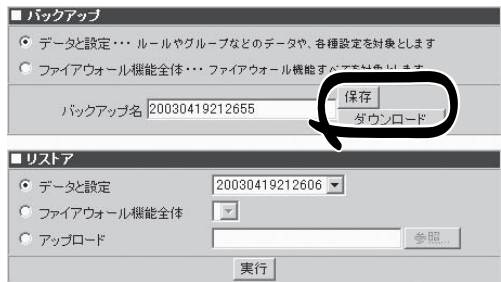 ■ バックアップ
データと設定・・・ ルールやグループなどのデータや、各種設定を対象とします
ファイアウォール機能全体・・・ ファイアウォール機能すべてを対象とします
バックアップ名 20030419212655 保存
ダウンロード
■ リストア
データと設定 20030419212606
ファイアウォール機能全体
アップロード 参照...
実行